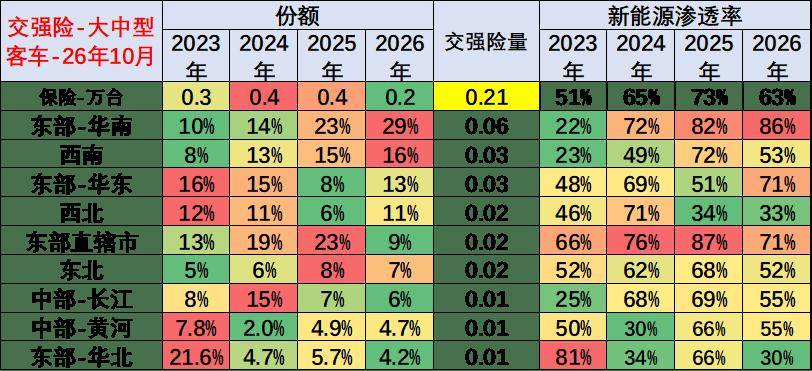 交强险-大中型客车-26年10月 份额 交强险量 新能源渗透率
2023年 2024年 2025年 2026年 2023年 2024年 2025年 2026年
保险-万台 0.3 0.4 0.4 0.2 0.21 51% 65% 73% 63%
东部-华南 10% 14% 23% 29% 0.06 22% 72% 82% 86%
西南 8% 13% 15% 16% 0.03 23% 49% 72% 53%
东部-华东 16% 15% 8% 13% 0.03 48% 69% 51% 71%
西北 12% 11% 6% 11% 0.02 46% 71% 34% 33%
东部直辖市 13% 19% 23% 9% 0.02 66% 76% 87% 71%
东北 5% 6% 8% 7% 0.02 52% 62% 68% 52%
中部-长江 8% 15% 7% 6% 0.01 25% 68% 69% 55%
中部-黄河 7.8% 2.0% 4.9% 4.7% 0.01 50% 30% 66% 55%
东部-华北 21.6% 4.7% 5.7% 4.2% 0.01 81% 34% 66% 30%